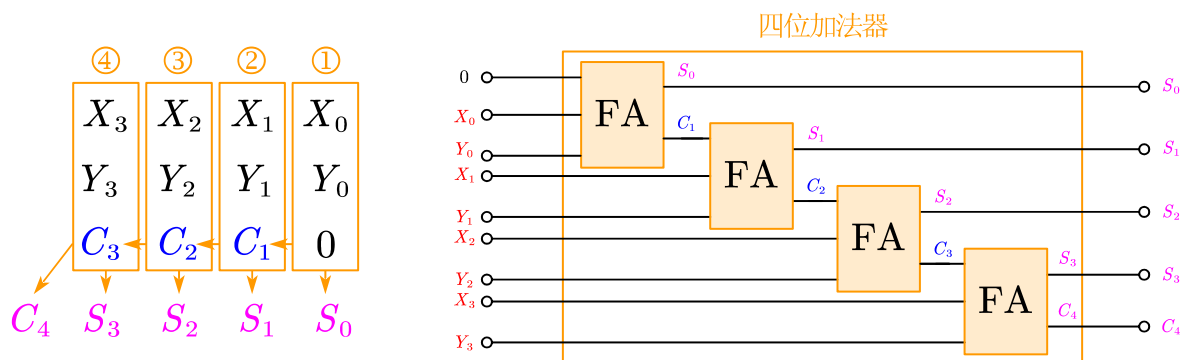 ④ ③ ② ①
X₃ X₂ X₁ X₀
Y₃ Y₂ Y₁ Y₀
C₃ C₂ C₁ 0
C₄ S₃ S₂ S₁ S₀
四位加法器
0
X₀
Y₀
X₁
Y₁
X₂
Y₂
X₃
Y₃
FA
S₀
C₁
FA
S₁
C₂
FA
S₂
C₃
FA
S₃
C₄
S₀
S₁
S₂
S₃
C₄